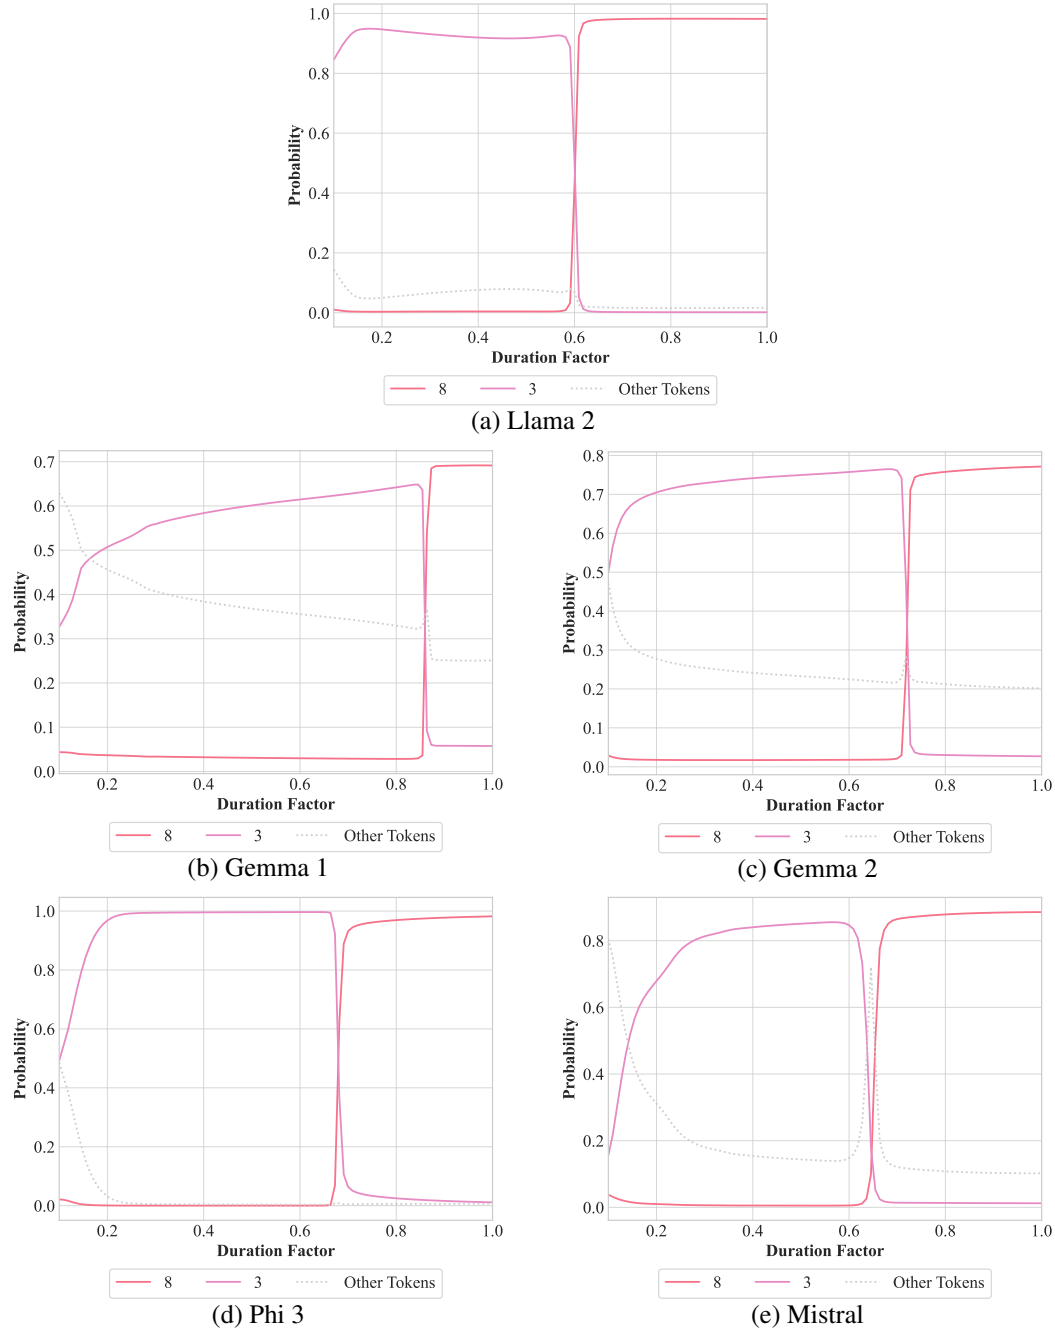 1.0
0.8
0.6
0.4
0.2
0.0
Probability
0.2 0.4 0.6 0.8 1.0
Duration Factor
8 3 Other Tokens
(a) Llama 2
0.7
0.6
0.5
0.4
0.3
0.2
0.1
0.0
Probability
0.2 0.4 0.6 0.8 1.0
Duration Factor
8 3 Other Tokens
(b) Gemma 1
0.8
0.7
0.6
0.5
0.4
0.3
0.2
0.1
0.0
Probability
0.2 0.4 0.6 0.8 1.0
Duration Factor
8 3 Other Tokens
(c) Gemma 2
1.0
0.8
0.6
0.4
0.2
0.0
Probability
0.2 0.4 0.6 0.8 1.0
Duration Factor
8 3 Other Tokens
(d) Phi 3
0.8
0.6
0.4
0.2
0.0
Probability
0.2 0.4 0.6 0.8 1.0
Duration Factor
8 3 Other Tokens
(e) Mistral